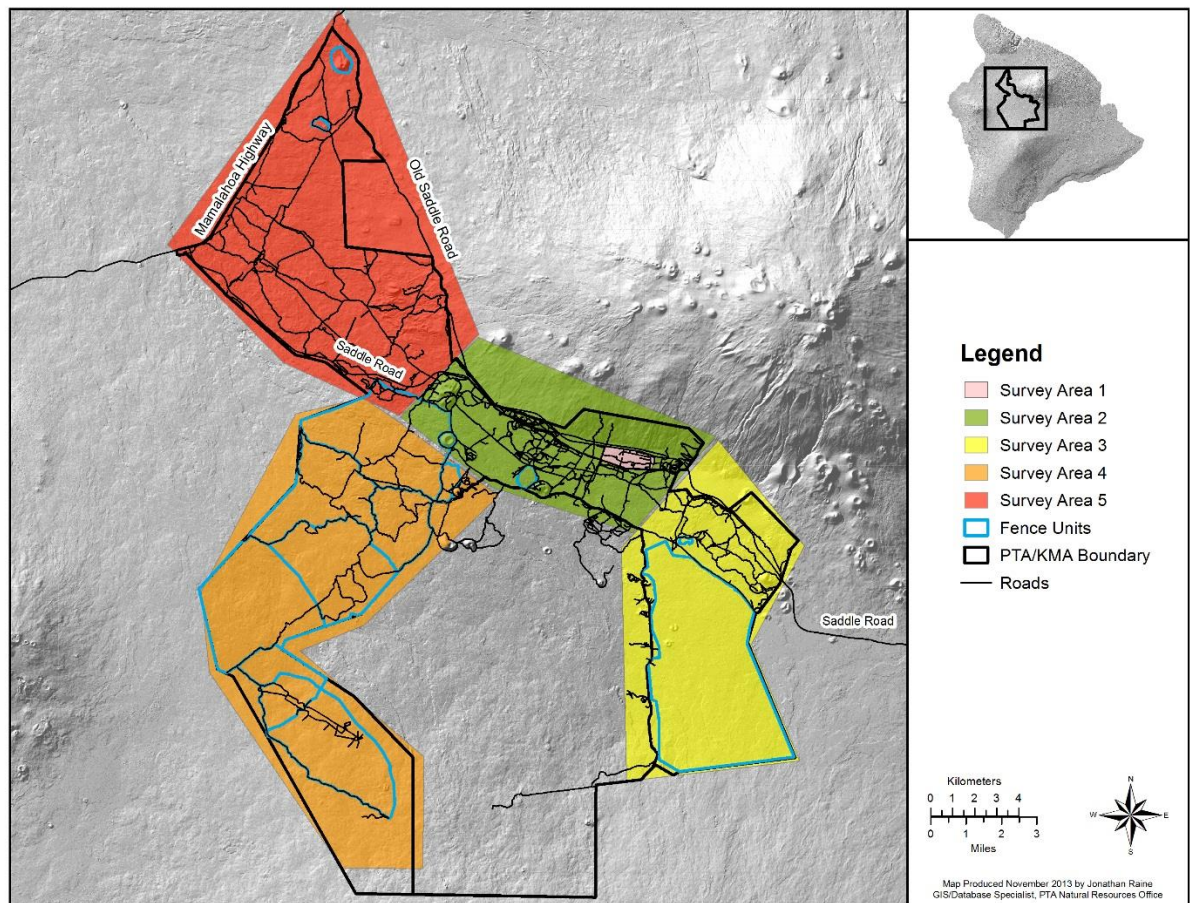 Mamalahoa Highway
Old Saddle Road
Saddle Road
Saddle Road
Legend
Survey Area 1
Survey Area 2
Survey Area 3
Survey Area 4
Survey Area 5
Fence Units
PTA/KMA Boundary
Roads
Kilometers
0 1 2 3 4
0 1 2 3
Miles
N
W E
S
Map Produced November 2013 by Jonathan Raine
GIS/Database Specialist, PTA Natural Resources Office